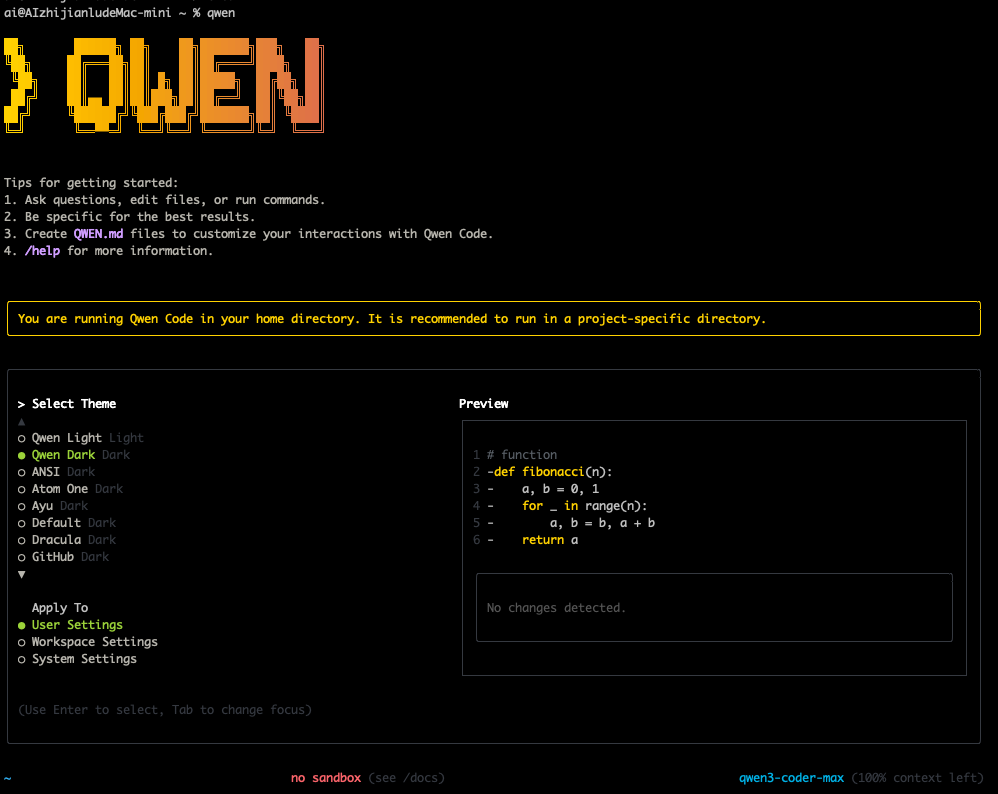 ai@AIzhijianludeMac-mini ~ % qwen
> QWEN
Tips for getting started:
1. Ask questions, edit files, or run commands.
2. Be specific for the best results.
3. Create QWEN.md files to customize your interactions with Qwen Code.
4. /help for more information.
You are running Qwen Code in your home directory. It is recommended to run in a project-specific directory.
> Select Theme
▲
○ Qwen Light Light
● Qwen Dark Dark
○ ANSI Dark
○ Atom One Dark
○ Ayu Dark
○ Default Dark
○ Dracula Dark
○ GitHub Dark
▼
Apply To
● User Settings
○ Workspace Settings
○ System Settings
(Use Enter to select, Tab to change focus)
Preview
1 # function
2 -def fibonacci(n):
3 -    a, b = 0, 1
4 -    for _ in range(n):
5 -        a, b = b, a + b
6 -    return a
No changes detected.
~ no sandbox (see /docs) qwen3-coder-max (100% context left)